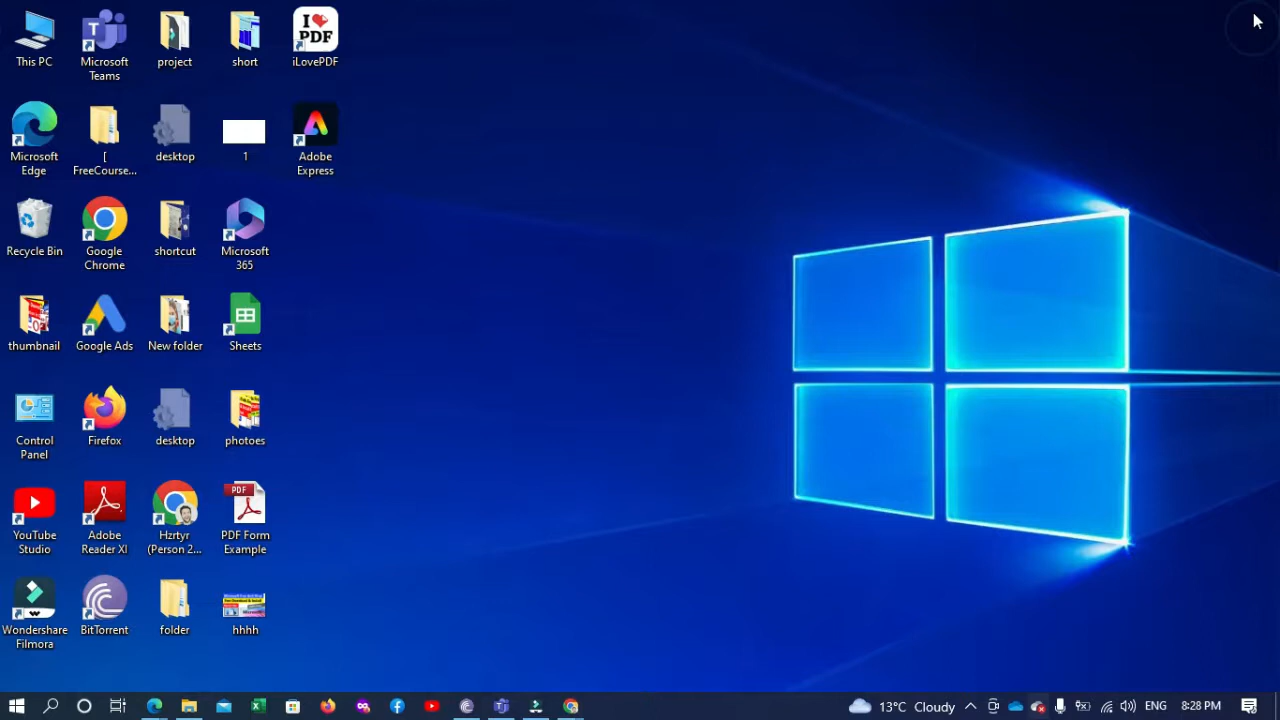 This PC
Microsoft
Teams
project
short
I
PDF
iLovePDF
Microsoft
Edge
[
FreeCourse...
desktop
1
Adobe
Express
Recycle Bin
Google
Chrome
shortcut
Microsoft
365
thumbnail
Google Ads
New folder
Sheets
Control
Panel
Firefox
desktop
photoes
YouTube
Studio
Adobe
Reader XI
Hzrtyr
(Person 2...
PDF
PDF Form
Example
Wondershare
Filmora
BitTorrent
folder
hhhh
13°C Cloudy
ENG
8:28 PM